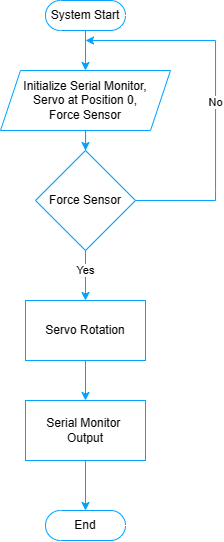 System Start
Initialize Serial Monitor,
Servo at Position 0,
Force Sensor
No
Force Sensor
Yes
Servo Rotation
Serial Monitor
Output
End